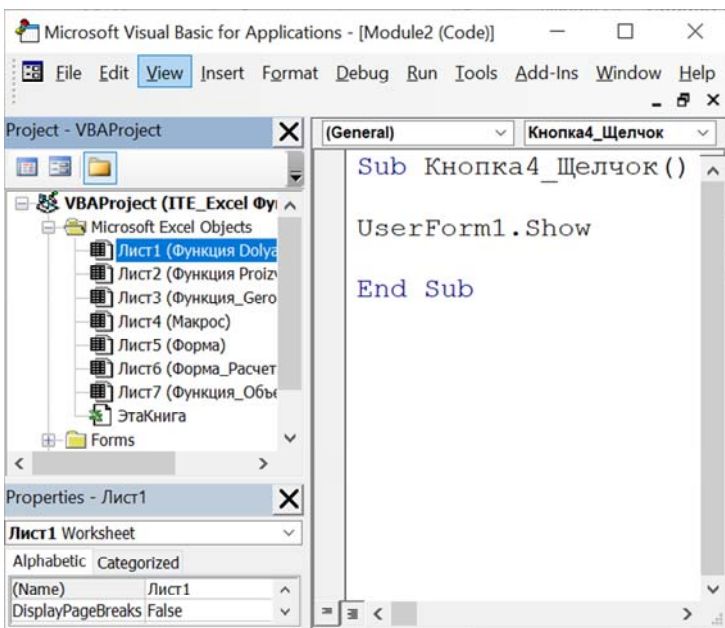 Microsoft Visual Basic for Applications - [Module2 (Code)]
File Edit View Insert Format Debug Run Tools Add-Ins Window Help
Project - VBAProject
(General) Кнопка4_Щелчок
VBAProject (ITE_Excel Фу
Microsoft Excel Objects
Лист1 (Функция Dolya
Лист2 (Функция Proizv
Лист3 (Функция_Gero
Лист4 (Макрос)
Лист5 (Форма)
Лист6 (Форма_Расчет
Лист7 (Функция_Объе
ЭтаКнига
Forms
Properties - Лист1
Лист1 Worksheet
Alphabetic Categorized
(Name) Лист1
DisplayPageBreaks False
Sub Кнопка4_Щелчок()
UserForm1.Show
End Sub